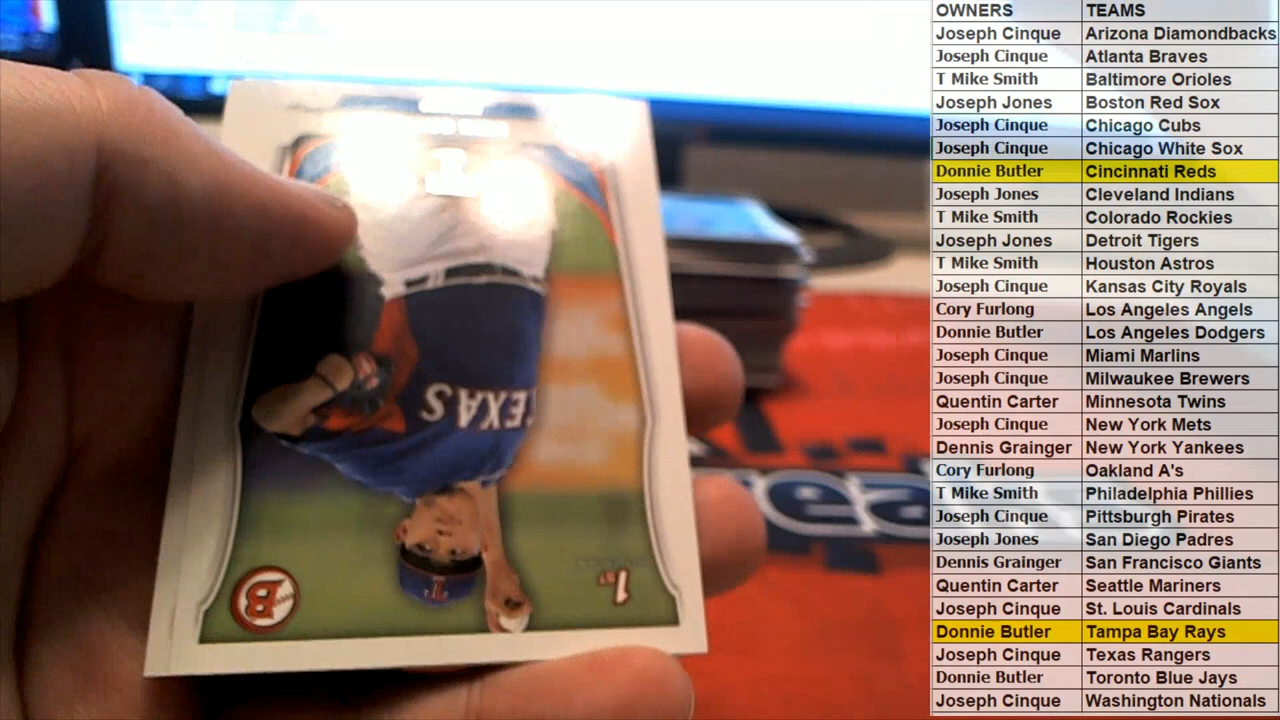 OWNERS TEAMS
Joseph Cinque Arizona Diamondbacks
Joseph Cinque Atlanta Braves
T Mike Smith Baltimore Orioles
Joseph Jones Boston Red Sox
Joseph Cinque Chicago Cubs
Joseph Cinque Chicago White Sox
Donnie Butler Cincinnati Reds
Joseph Jones Cleveland Indians
T Mike Smith Colorado Rockies
Joseph Jones Detroit Tigers
T Mike Smith Houston Astros
Joseph Cinque Kansas City Royals
Cory Furlong Los Angeles Angels
Donnie Butler Los Angeles Dodgers
Joseph Cinque Miami Marlins
Joseph Cinque Milwaukee Brewers
Quentin Carter Minnesota Twins
Joseph Cinque New York Mets
Dennis Grainger New York Yankees
Cory Furlong Oakland A's
T Mike Smith Philadelphia Phillies
Joseph Cinque Pittsburgh Pirates
Joseph Jones San Diego Padres
Dennis Grainger San Francisco Giants
Quentin Carter Seattle Mariners
Joseph Cinque St. Louis Cardinals
Donnie Butler Tampa Bay Rays
Joseph Cinque Texas Rangers
Donnie Butler Toronto Blue Jays
Joseph Cinque Washington Nationals
TEXAS
T
B
1ST